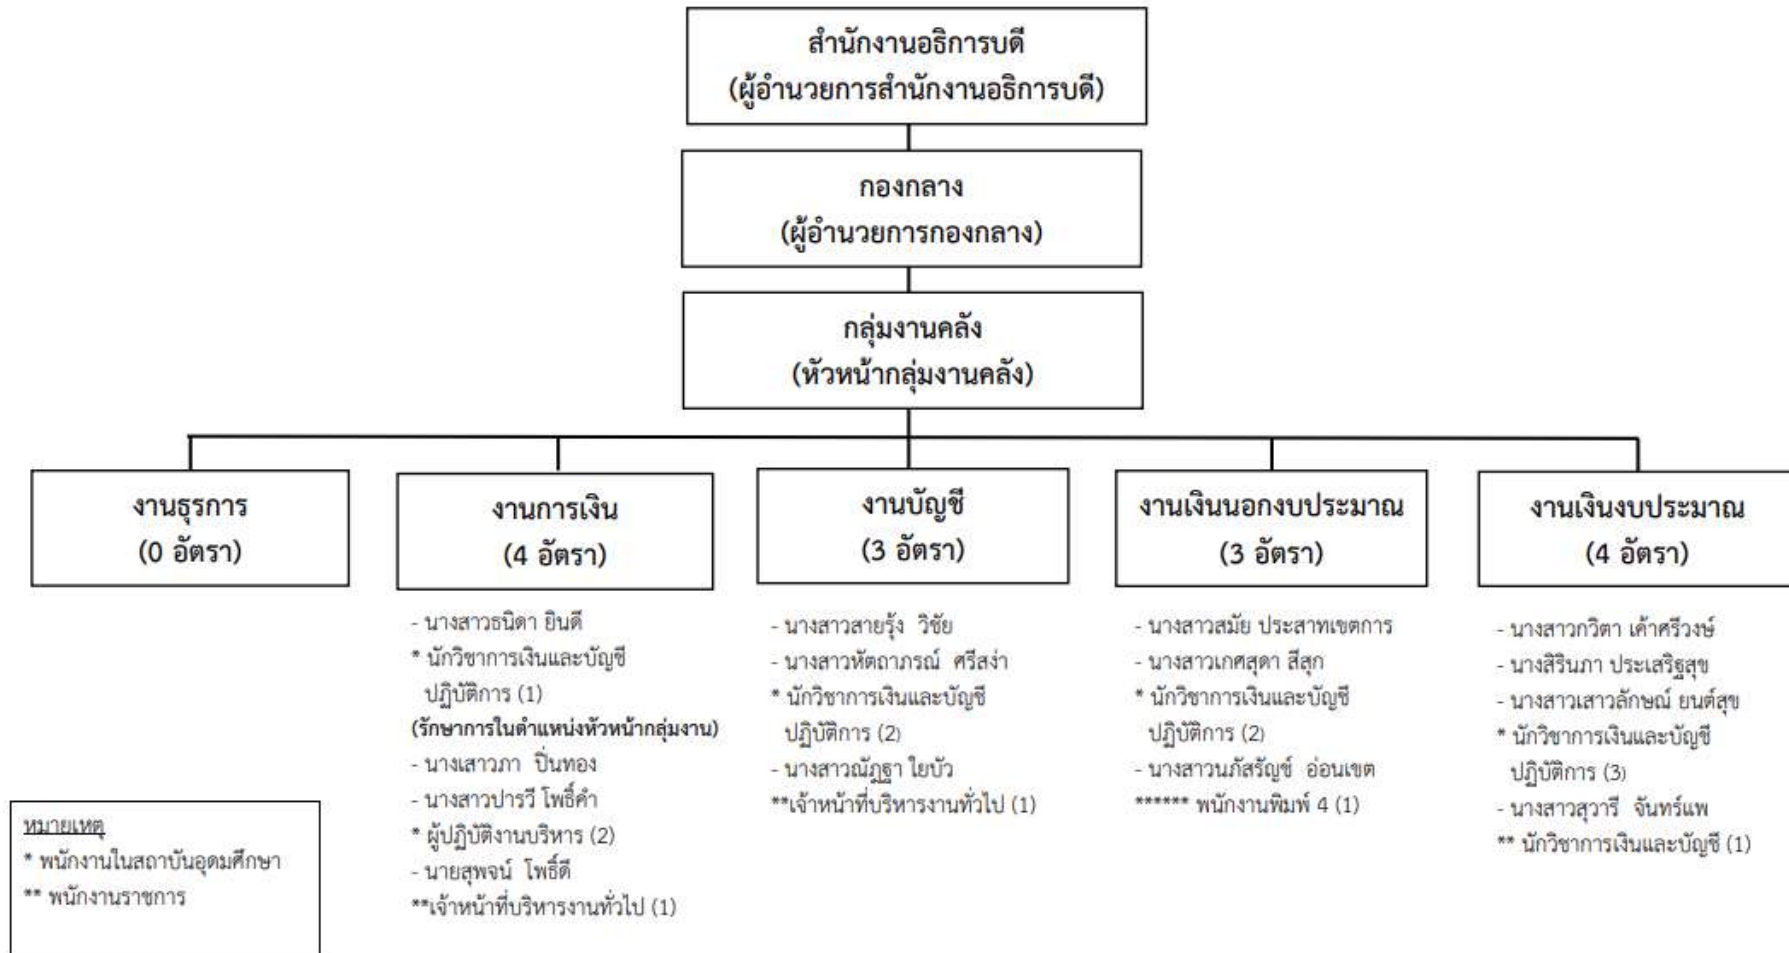 สำนักงานอธิการบดี
(ผู้อำนวยการสำนักงานอธิการบดี)
กองกลาง
(ผู้อำนวยการกองกลาง)
กลุ่มงานคลัง
(หัวหน้ากลุ่มงานคลัง)
งานธุรการ
(0 อัตรา)
งานการเงิน
(4 อัตรา)
- นางสาวธนิดา ยินดี
* นักวิชาการเงินและบัญชี
ปฏิบัติการ (1)
(รักษาการในตำแหน่งหัวหน้ากลุ่มงาน)
- นางเสาวภา ปิ่นทอง
- นางสาวปารวี โพธิ์คำ
* ผู้ปฏิบัติงานบริหาร (2)
- นายสุพจน์ โพธิ์ดี
**เจ้าหน้าที่บริหารงานทั่วไป (1)
งานบัญชี
(3 อัตรา)
- นางสาวสายรุ้ง วิชัย
- นางสาวหัตถาภรณ์ ศรีสง่า
* นักวิชาการเงินและบัญชี
ปฏิบัติการ (2)
- นางสาวณัฏฐา ใยบัว
**เจ้าหน้าที่บริหารงานทั่วไป (1)
งานเงินนอกงบประมาณ
(3 อัตรา)
- นางสาวสมัย ประสาทเขตการ
- นางสาวเกศสุดา สีสุก
* นักวิชาการเงินและบัญชี
ปฏิบัติการ (2)
- นางสาวนภัสรัญช์ อ่อนเขต
****** พนักงานพิมพ์ 4 (1)
งานเงินงบประมาณ
(4 อัตรา)
- นางสาวกวิตา เค้าศรีวงษ์
- นางสิรินภา ประเสริฐสุข
- นางสาวเสาวลักษณ์ ยนต์สุข
* นักวิชาการเงินและบัญชี
ปฏิบัติการ (3)
- นางสาวสุวารี จันทร์แพ
** นักวิชาการเงินและบัญชี (1)
หมายเหตุ
* พนักงานในสถาบันอุดมศึกษา
** พนักงานราชการ